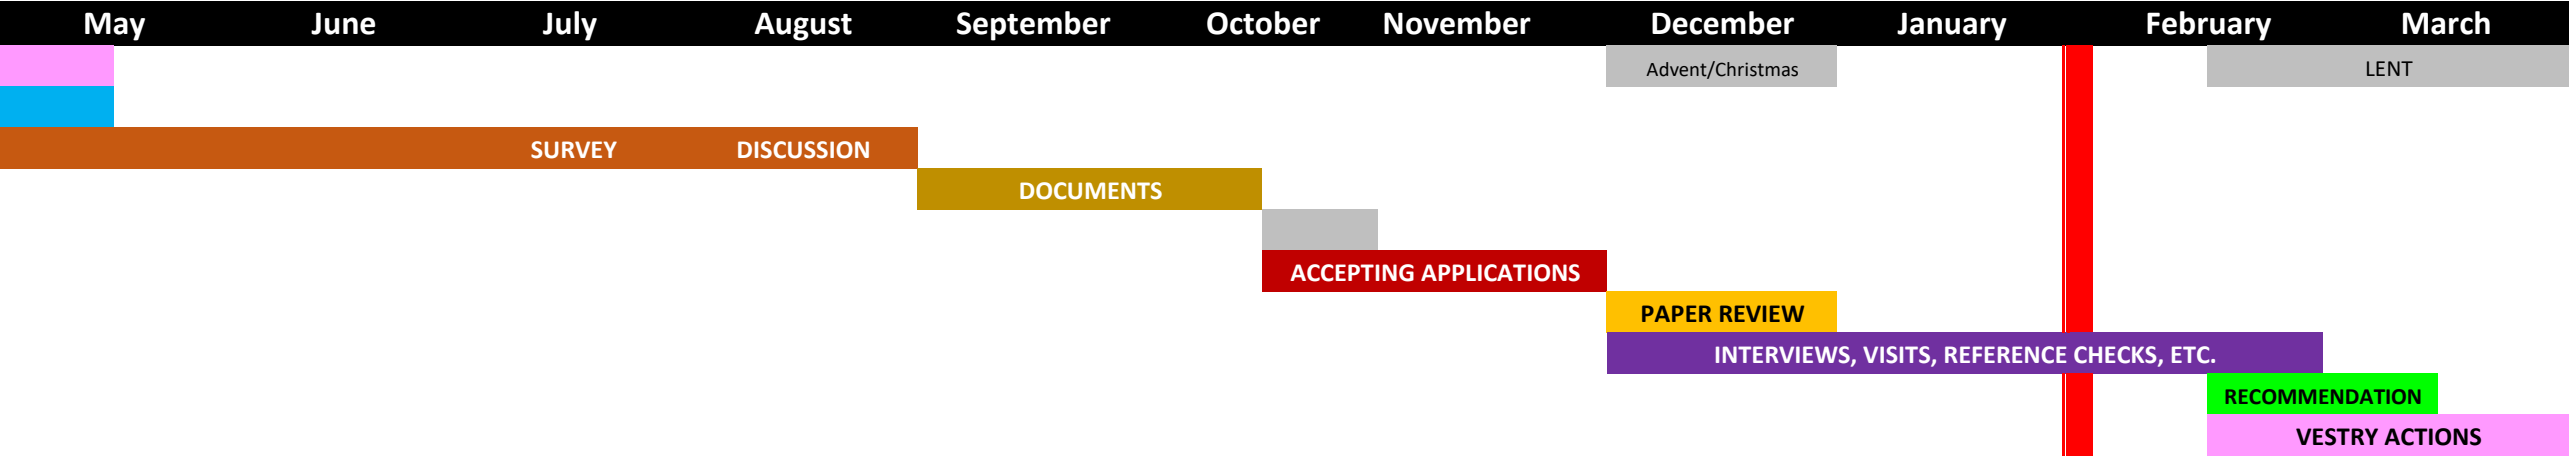 May June July August September October November December January February March
Advent/Christmas LENT
SURVEY DISCUSSION
DOCUMENTS
ACCEPTING APPLICATIONS
PAPER REVIEW
INTERVIEWS, VISITS, REFERENCE CHECKS, ETC.
RECOMMENDATION
VESTRY ACTIONS